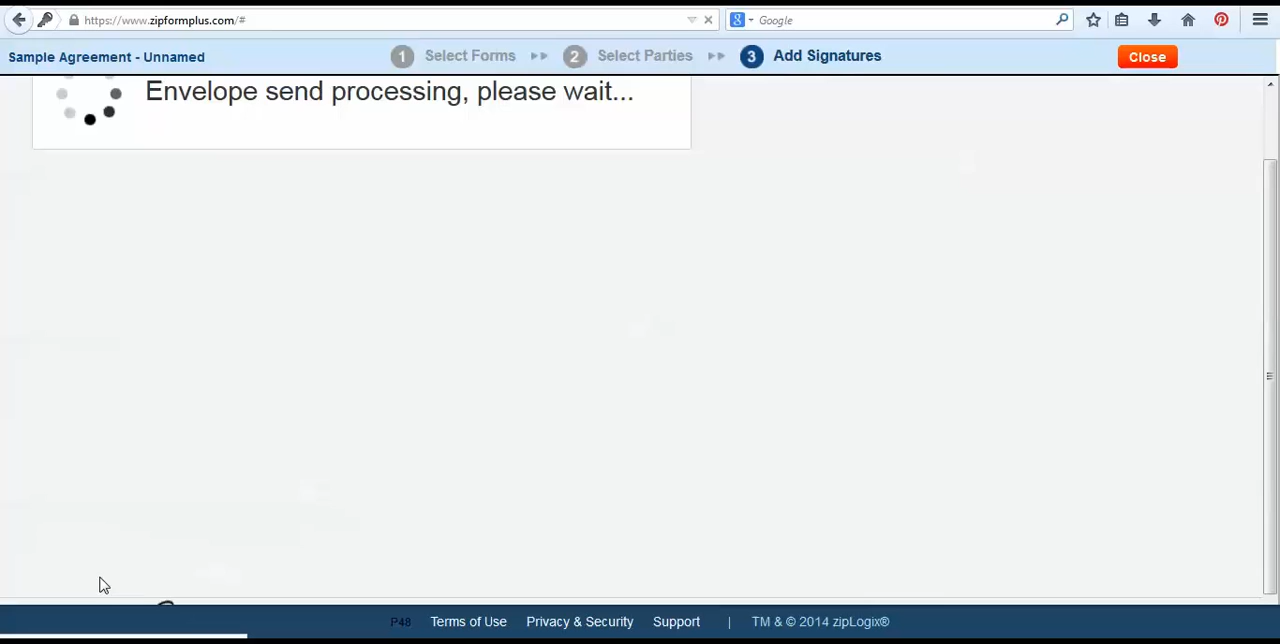 https://www.zipformplus.com/#
Google
Sample Agreement - Unnamed
1 Select Forms
2 Select Parties
3 Add Signatures
Close
Envelope send processing, please wait...
P48 Terms of Use Privacy & Security Support | TM & © 2014 zipLogix®